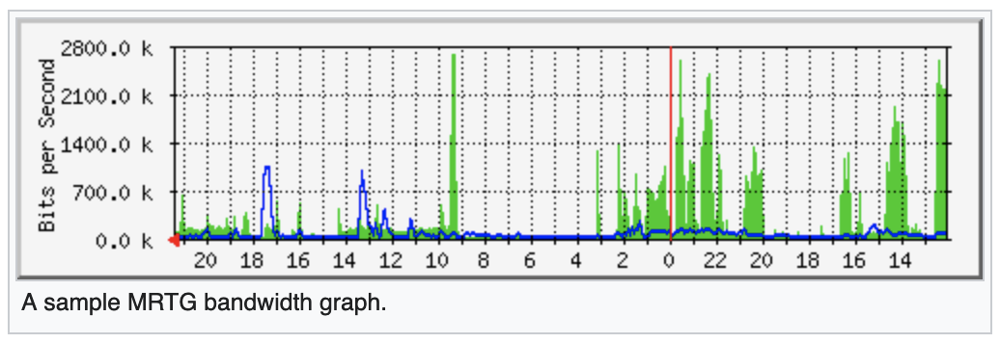 Bits per Second
2800.0 k
2100.0 k
1400.0 k
700.0 k
0.0 k
20 18 16 14 12 10 8 6 4 2 0 22 20 18 16 14
A sample MRTG bandwidth graph.